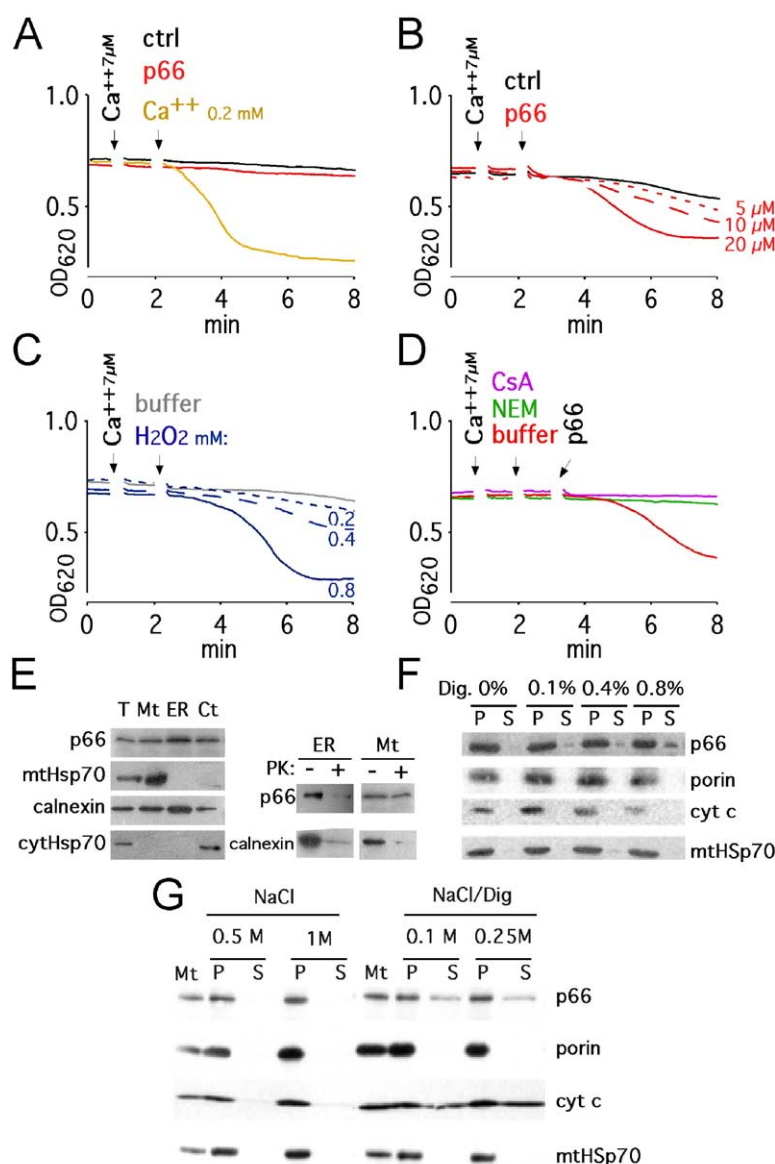 A
Ca++7µM
ctrl
p66
Ca++ 0.2 mM
1.0
0.5
OD620
0 2 4 6 8
min
B
Ca++7µM
ctrl
p66
1.0
0.5
OD620
5 µM
10 µM
20 µM
0 2 4 6 8
min
C
Ca++7µM
buffer
H2O2 mM:
1.0
0.5
OD620
0.2
0.4
0.8
0 2 4 6 8
min
D
Ca++7µM
CsA
NEM
buffer
p66
1.0
0.5
OD620
0 2 4 6 8
min
E
T Mt ER Ct
p66
mtHsp70
calnexin
cytHsp70
ER Mt
PK: - + - +
p66
calnexin
F
Dig. 0% 0.1% 0.4% 0.8%
P S P S P S P S
p66
porin
cyt c
mtHSp70
G
NaCl NaCl/Dig
0.5 M 1M 0.1 M 0.25M
Mt P S P S Mt P S P S
p66
porin
cyt c
mtHSp70